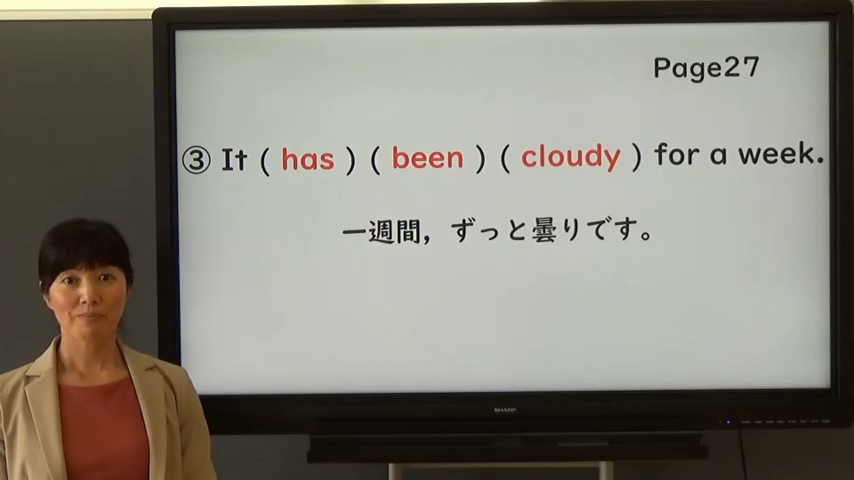 Page27
③ It ( has ) ( been ) ( cloudy ) for a week.
一週間，ずっと曇りです。
SHARP